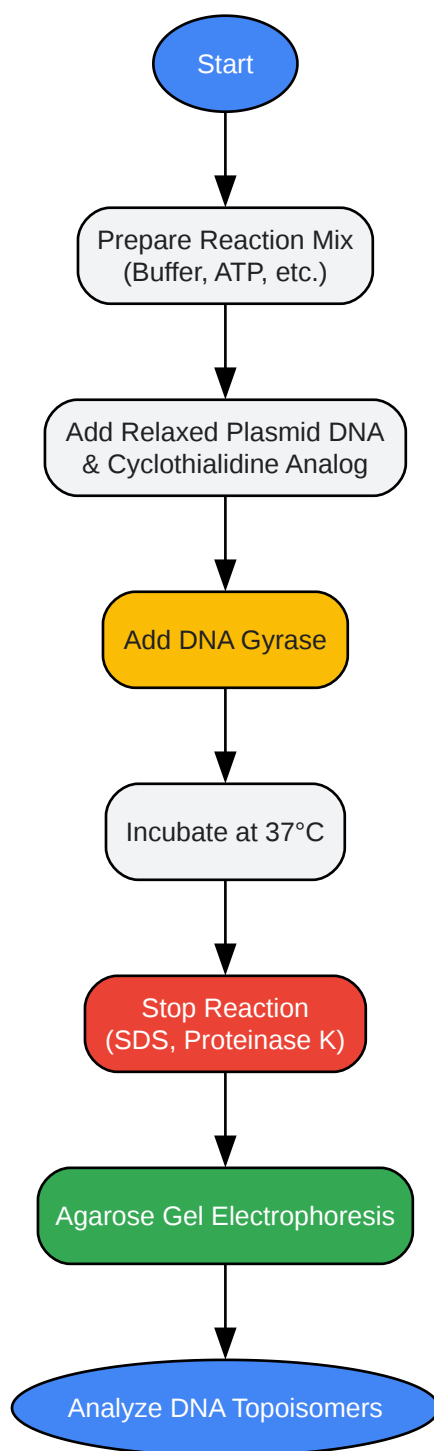 Start
Prepare Reaction Mix
(Buffer, ATP, etc.)
Add Relaxed Plasmid DNA
& Cyclothialidine Analog
Add DNA Gyrase
Incubate at 37°C
Stop Reaction
(SDS, Proteinase K)
Agarose Gel Electrophoresis
Analyze DNA Topoisomers